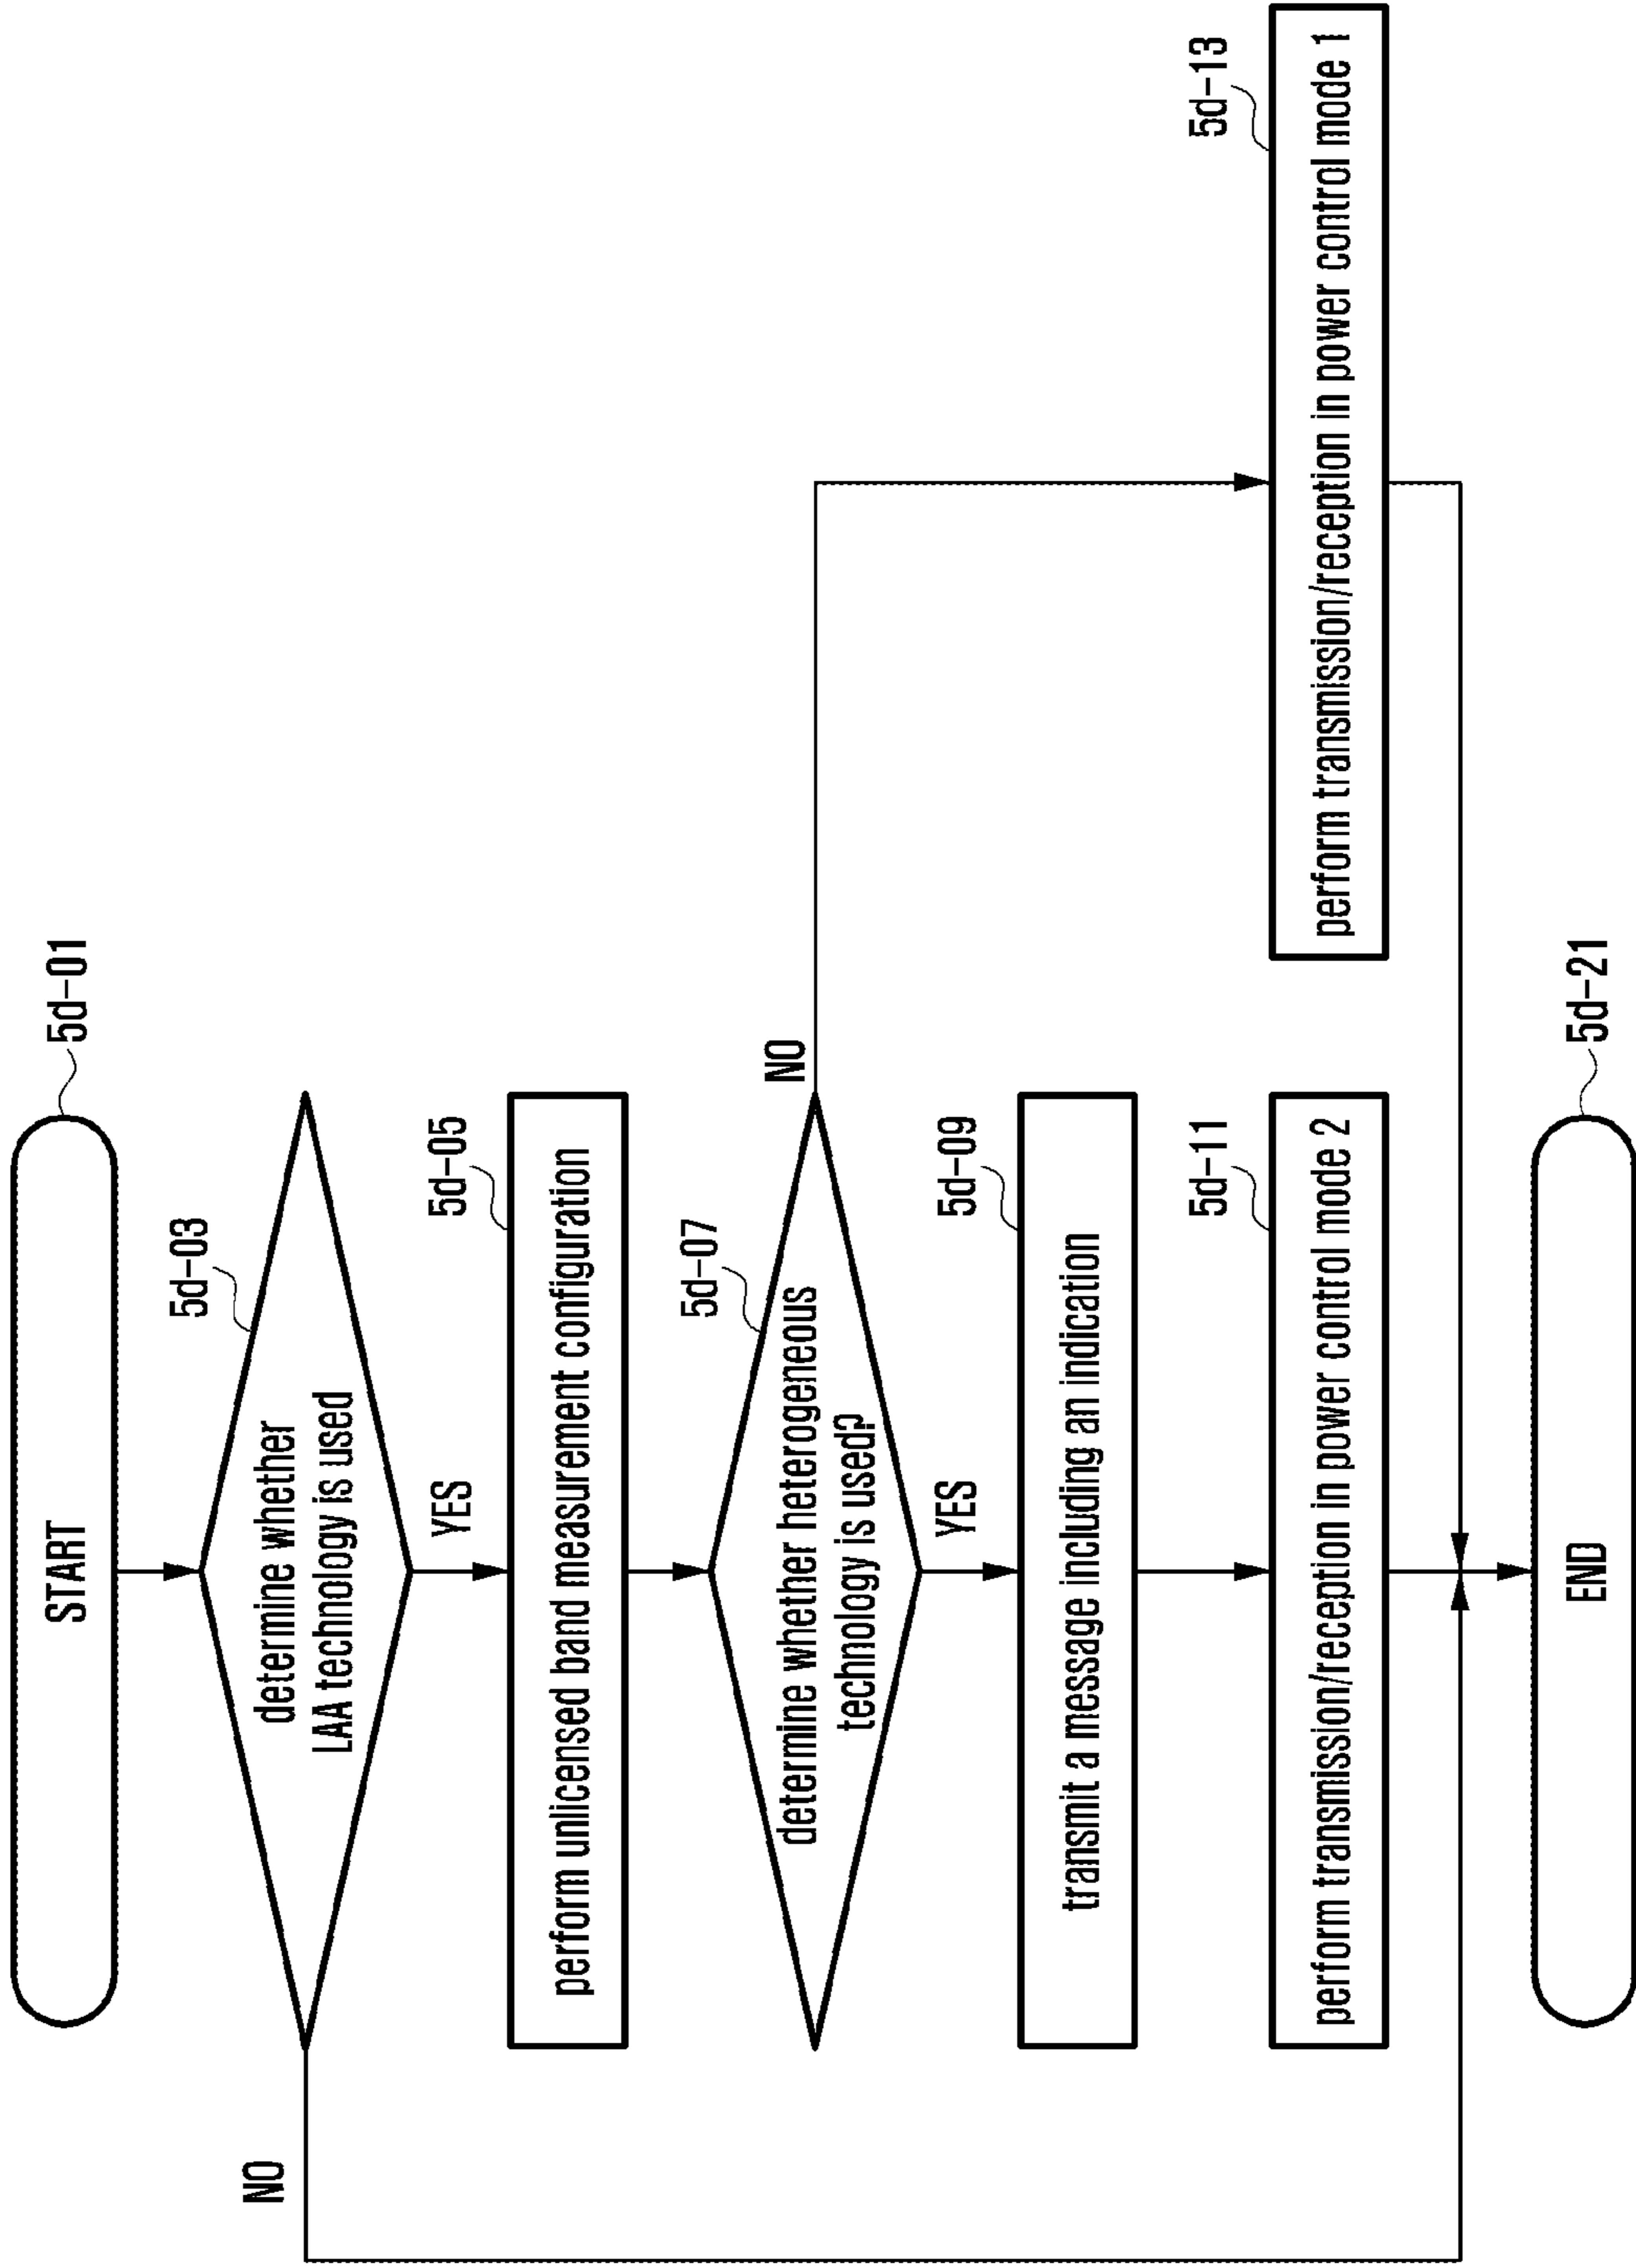 START
5d-01
determine whether
LAA technology is used
5d-03
NO
YES
perform unlicensed band measurement configuration
5d-05
determine whether heterogeneous
technology is used?
5d-07
NO
YES
transmit a message including an indication
5d-09
perform transmission/reception in power control mode 2
5d-11
perform transmission/reception in power control mode 1
5d-13
END
5d-21